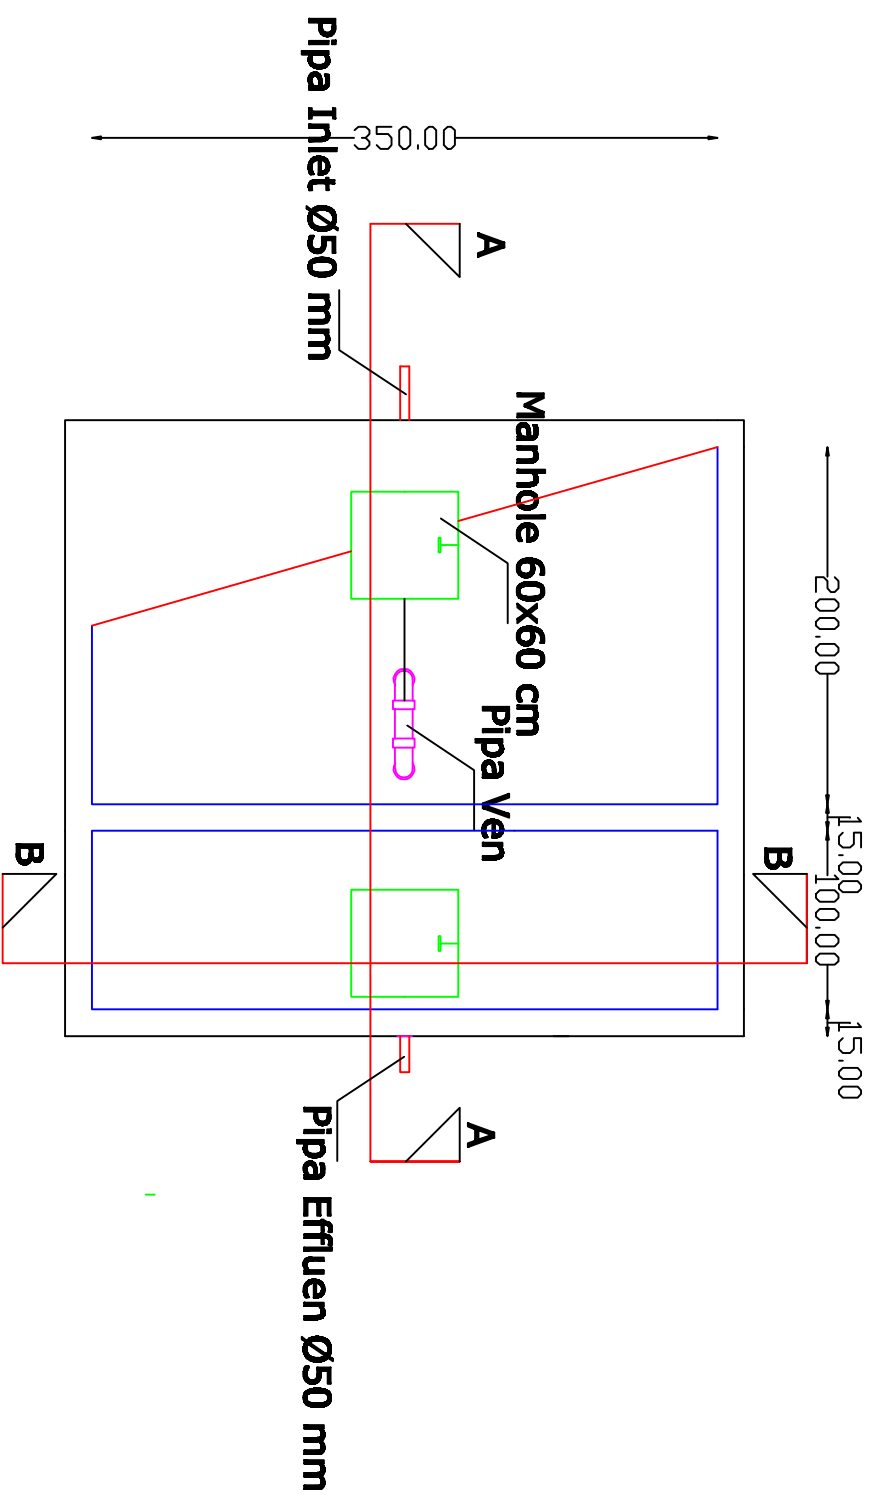 Pipa Inlet Ø50 mm
350.00
A
Manhole 60x60 cm
200.00
Pipa Ven
15.00
B
B
100.00
15.00
A
Pipa Effluen Ø50 mm